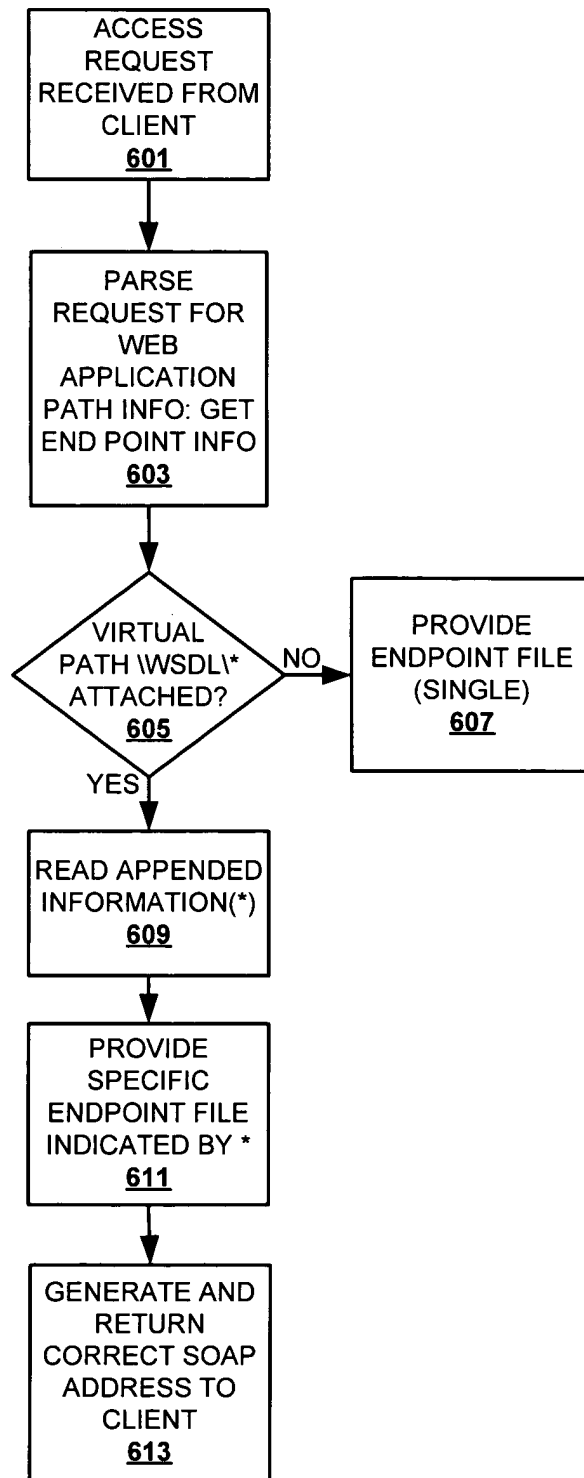 ACCESS
REQUEST
RECEIVED FROM
CLIENT
601
PARSE
REQUEST FOR
WEB
APPLICATION
PATH INFO: GET
END POINT INFO
603
VIRTUAL
PATH \WSDL\*
ATTACHED?
605
NO
PROVIDE
ENDPOINT FILE
(SINGLE)
607
YES
READ APPENDED
INFORMATION(*)
609
PROVIDE
SPECIFIC
ENDPOINT FILE
INDICATED BY *
611
GENERATE AND
RETURN
CORRECT SOAP
ADDRESS TO
CLIENT
613